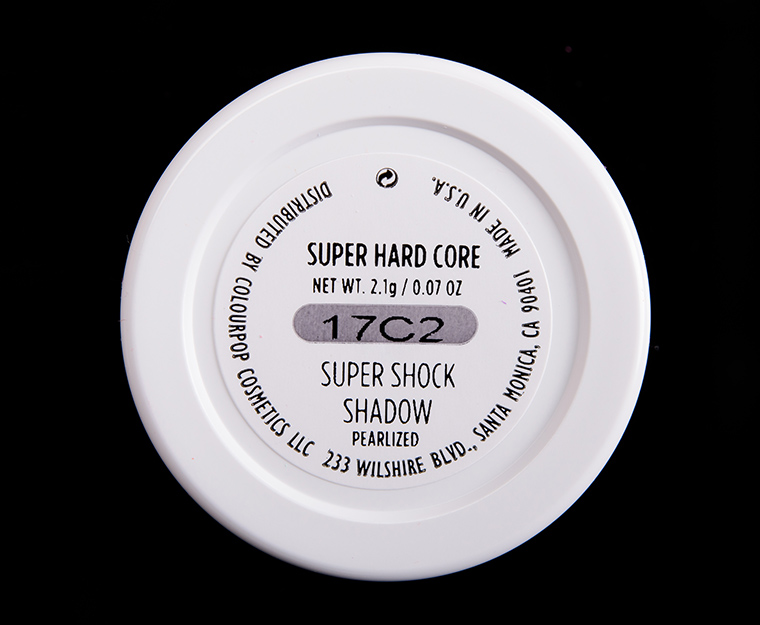 SUPER HARD CORE
NET WT. 2.1g / 0.07 OZ
17C2
SUPER SHOCK
SHADOW
PEARLIZED
DISTRIBUTED BY COLOURPOP COSMETICS LLC 233 WILSHIRE BLVD., SANTA MONICA, CA 90401 MADE IN U.S.A.